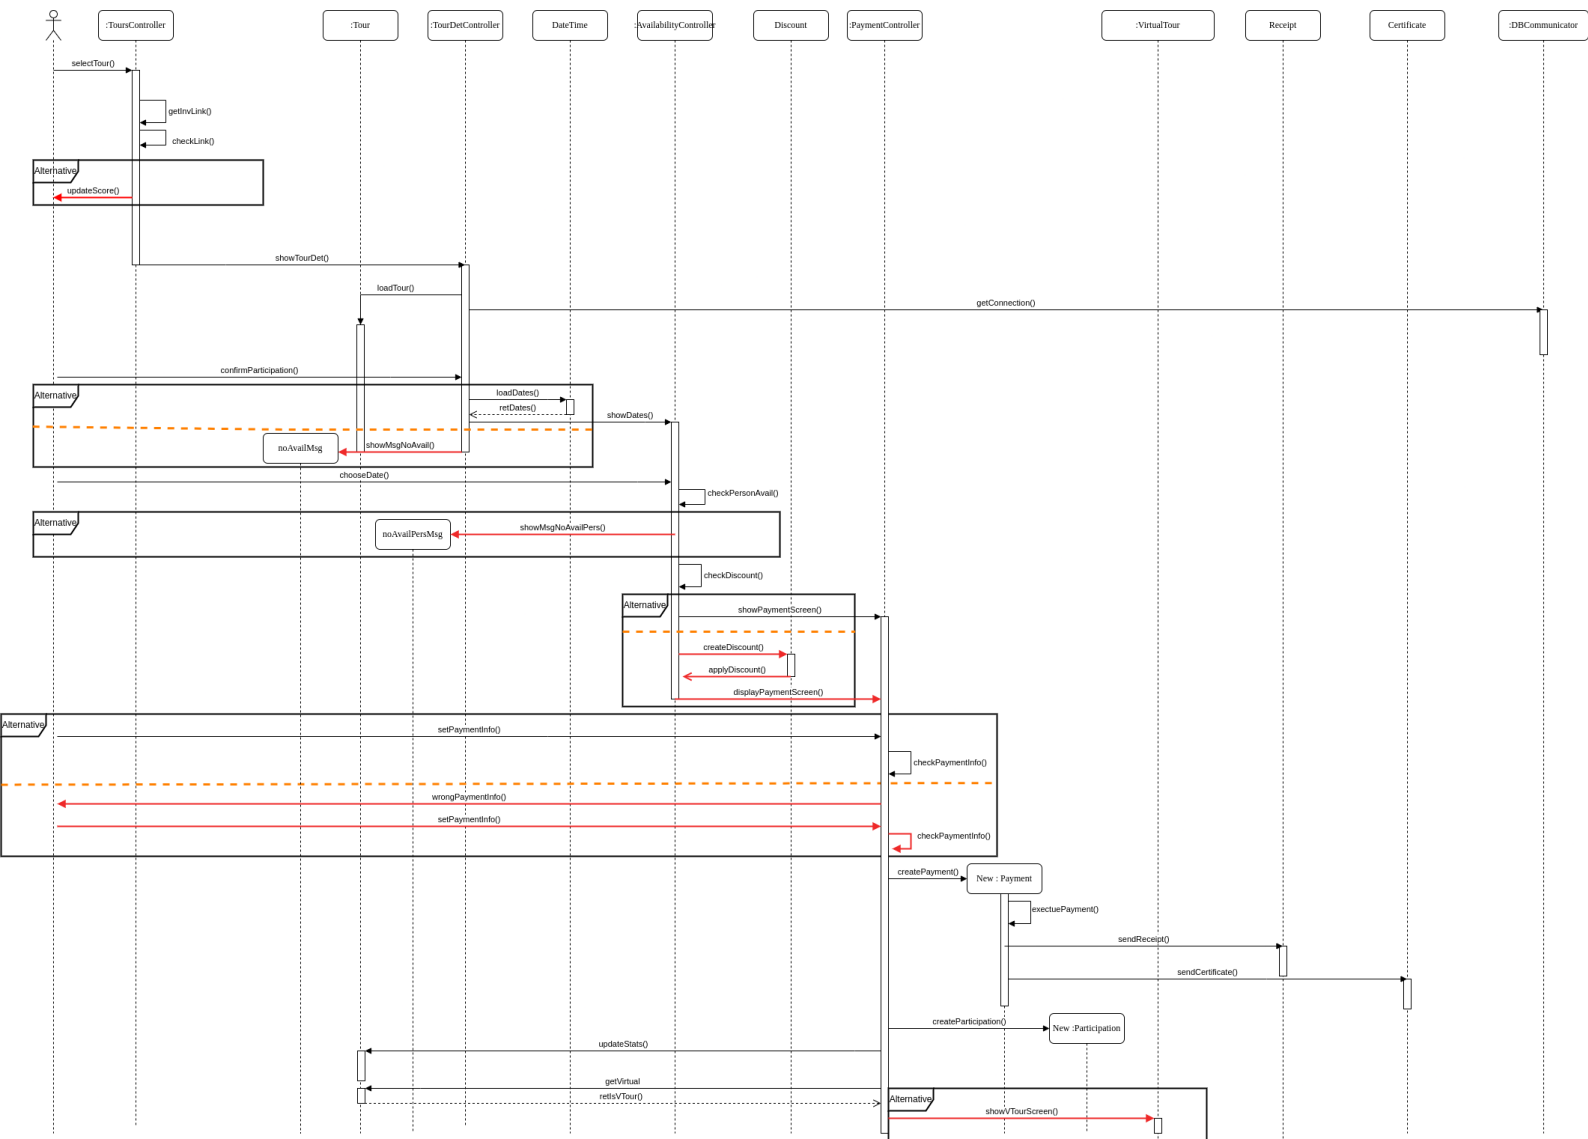 :ToursController
:Tour
:TourDetController
DateTime
:AvailabilityController
Discount
:PaymentController
:VirtualTour
Receipt
Certificate
:DBCommunicator
selectTour()
getInvLink()
checkLink()
Alternative
updateScore()
showTourDet()
loadTour()
getConnection()
confirmParticipation()
Alternative
loadDates()
retDates()
showDates()
showMsgNoAvail()
noAvailMsg
chooseDate()
checkPersonAvail()
Alternative
showMsgNoAvailPers()
noAvailPersMsg
checkDiscount()
Alternative
showPaymentScreen()
createDiscount()
applyDiscount()
displayPaymentScreen()
Alternative
setPaymentInfo()
checkPaymentInfo()
wrongPaymentInfo()
setPaymentInfo()
checkPaymentInfo()
createPayment()
New : Payment
exectuePayment()
sendReceipt()
sendCertificate()
createParticipation()
New :Participation
updateStats()
getVirtual
retIsVTour()
Alternative
showVTourScreen()